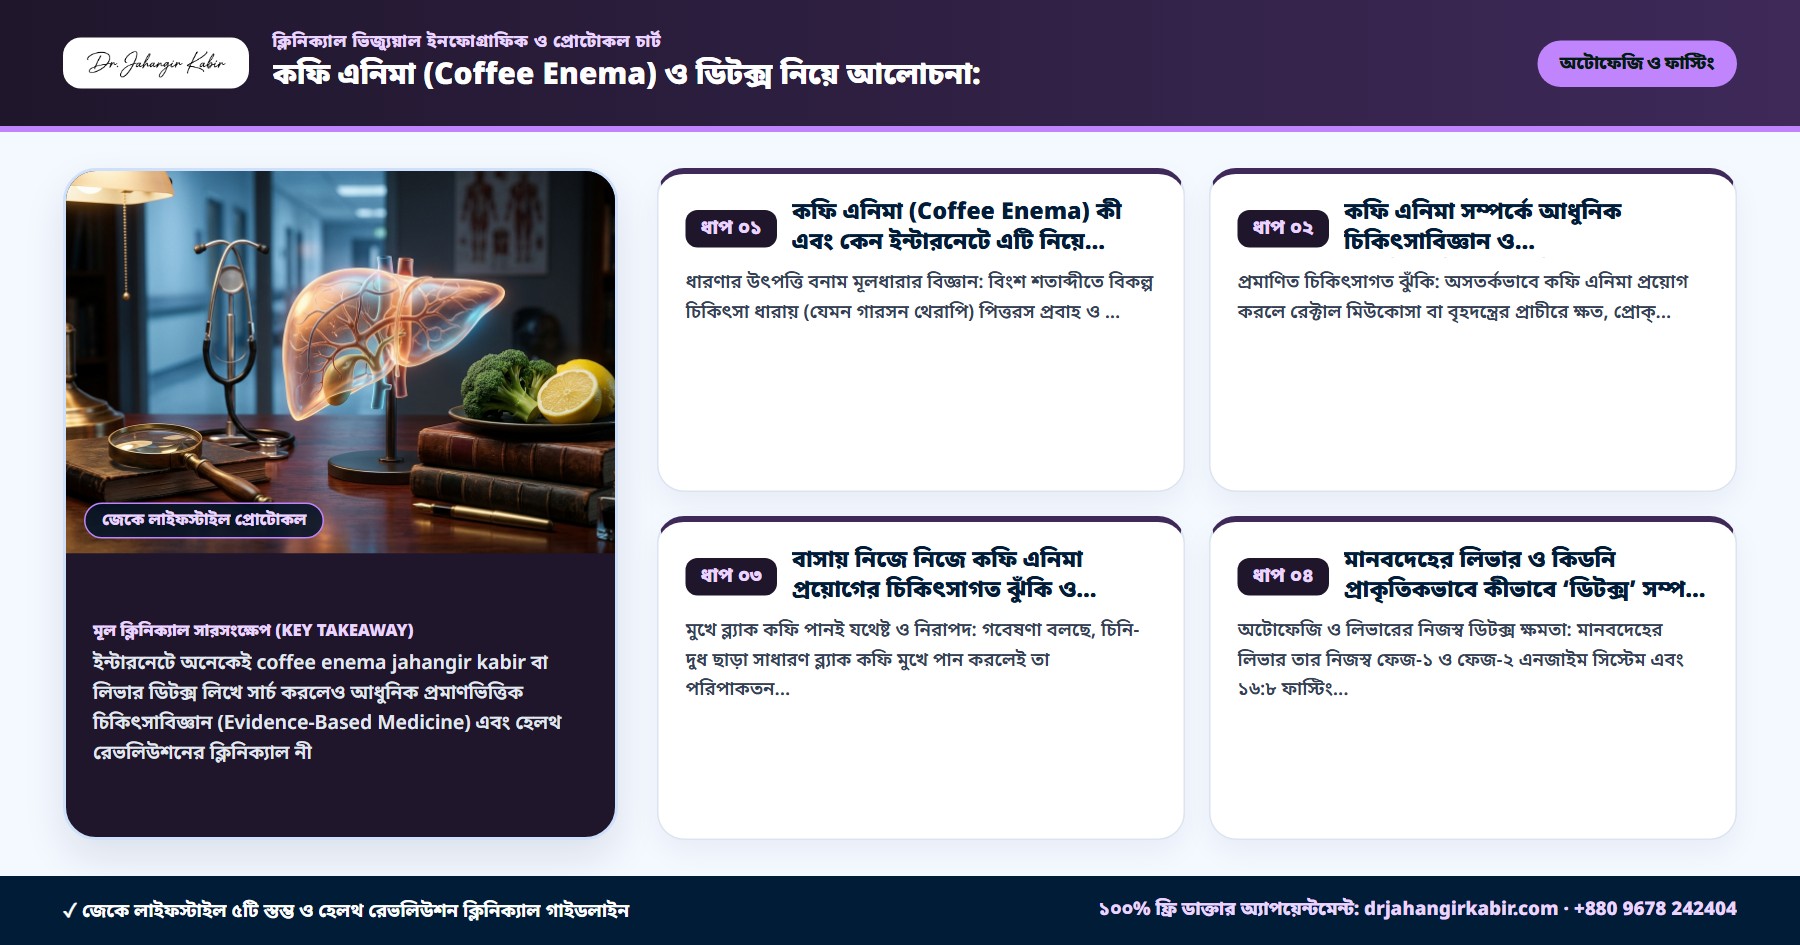 Dr. Jahangir Kabir
ক্লিনিক্যাল ভিজ্যুয়াল ইনফোগ্রাফিক ও প্রোটোকল চার্ট
কফি এনিমা (Coffee Enema) ও ডিটক্স নিয়ে আলোচনা:
অটোফেজি ও ফাস্টিং
জেকে লাইফস্টাইল প্রোটোকল
মূল ক্লিনিক্যাল সারসংক্ষেপ (KEY TAKEAWAY)
ইন্টারনেটে অনেকেই coffee enema jahangir kabir বা
লিভার ডিটক্স লিখে সার্চ করলেও আধুনিক প্রমাণভিত্তিক
চিকিৎসাবিজ্ঞান (Evidence-Based Medicine) এবং হেলথ
রেভলিউশনের ক্লিনিক্যাল নী
ধাপ ০১
কফি এনিমা (Coffee Enema) কী
এবং কেন ইন্টারনেটে এটি নিয়ে...
ধারণার উৎপত্তি বনাম মূলধারার বিজ্ঞান: বিংশ শতাব্দীতে বিকল্প
চিকিৎসা ধারায় (যেমন গারসন থেরাপি) পিত্তরস প্রবাহ ও ...
ধাপ ০২
কফি এনিমা সম্পর্কে আধুনিক
চিকিৎসাবিজ্ঞান ও...
প্রমাণিত চিকিৎসাগত ঝুঁকি: অসতর্কভাবে কফি এনিমা প্রয়োগ
করলে রেক্টাল মিউকোসা বা বৃহদন্ত্রের প্রাচীরে ক্ষত, প্রোক্...
ধাপ ০৩
বাসায় নিজে নিজে কফি এনিমা
প্রয়োগের চিকিৎসাগত ঝুঁকি ও...
মুখে ব্ল্যাক কফি পানই যথেষ্ট ও নিরাপদ: গবেষণা বলছে, চিনি-
দুধ ছাড়া সাধারণ ব্ল্যাক কফি মুখে পান করলেই তা
পরিপাকতন...
ধাপ ০৪
মানবদেহের লিভার ও কিডনি
প্রাকৃতিকভাবে কীভাবে ‘ডিটক্স’ সম্প...
অটোফেজি ও লিভারের নিজস্ব ডিটক্স ক্ষমতা: মানবদেহের
লিভার তার নিজস্ব ফেজ-১ ও ফেজ-২ এনজাইম সিস্টেম এবং
১৬:৮ ফাস্টিং...
✓ জেকে লাইফস্টাইল ৫টি স্তম্ভ ও হেলথ রেভলিউশন ক্লিনিক্যাল গাইডলাইন
১০০% ফ্রি ডাক্তার অ্যাপয়েন্টমেন্ট: drjahangirkabir.com · +880 9678 242404